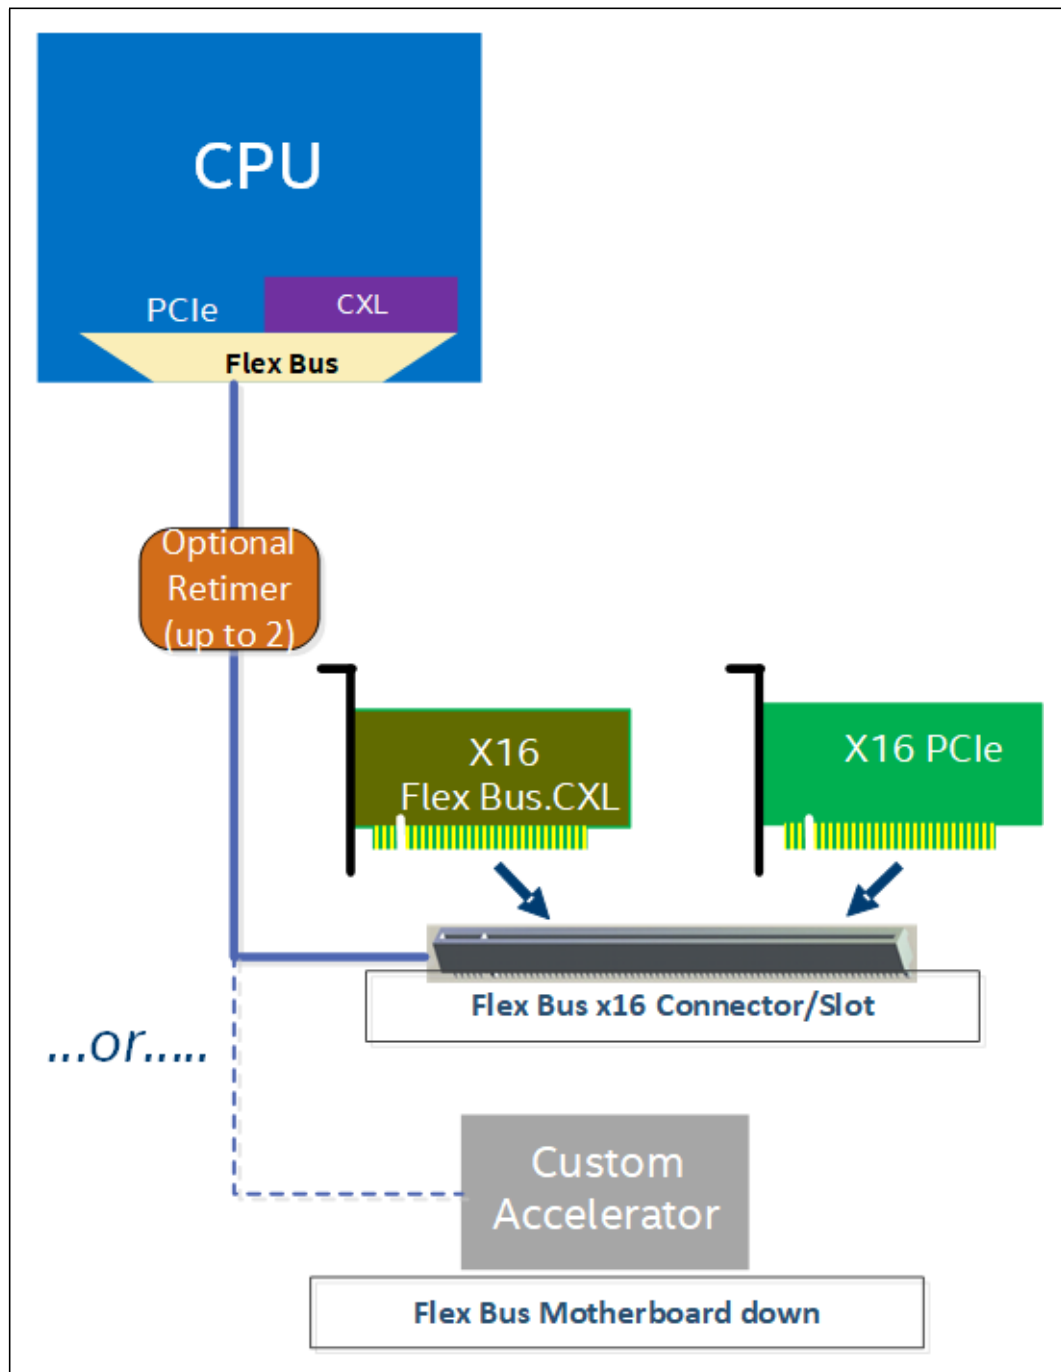 CPU
PCIe
CXL
Flex Bus
Optional
Retimer
(up to 2)
X16
Flex Bus.CXL
X16 PCIe
Flex Bus x16 Connector/Slot
...or.....
Custom
Accelerator
Flex Bus Motherboard down